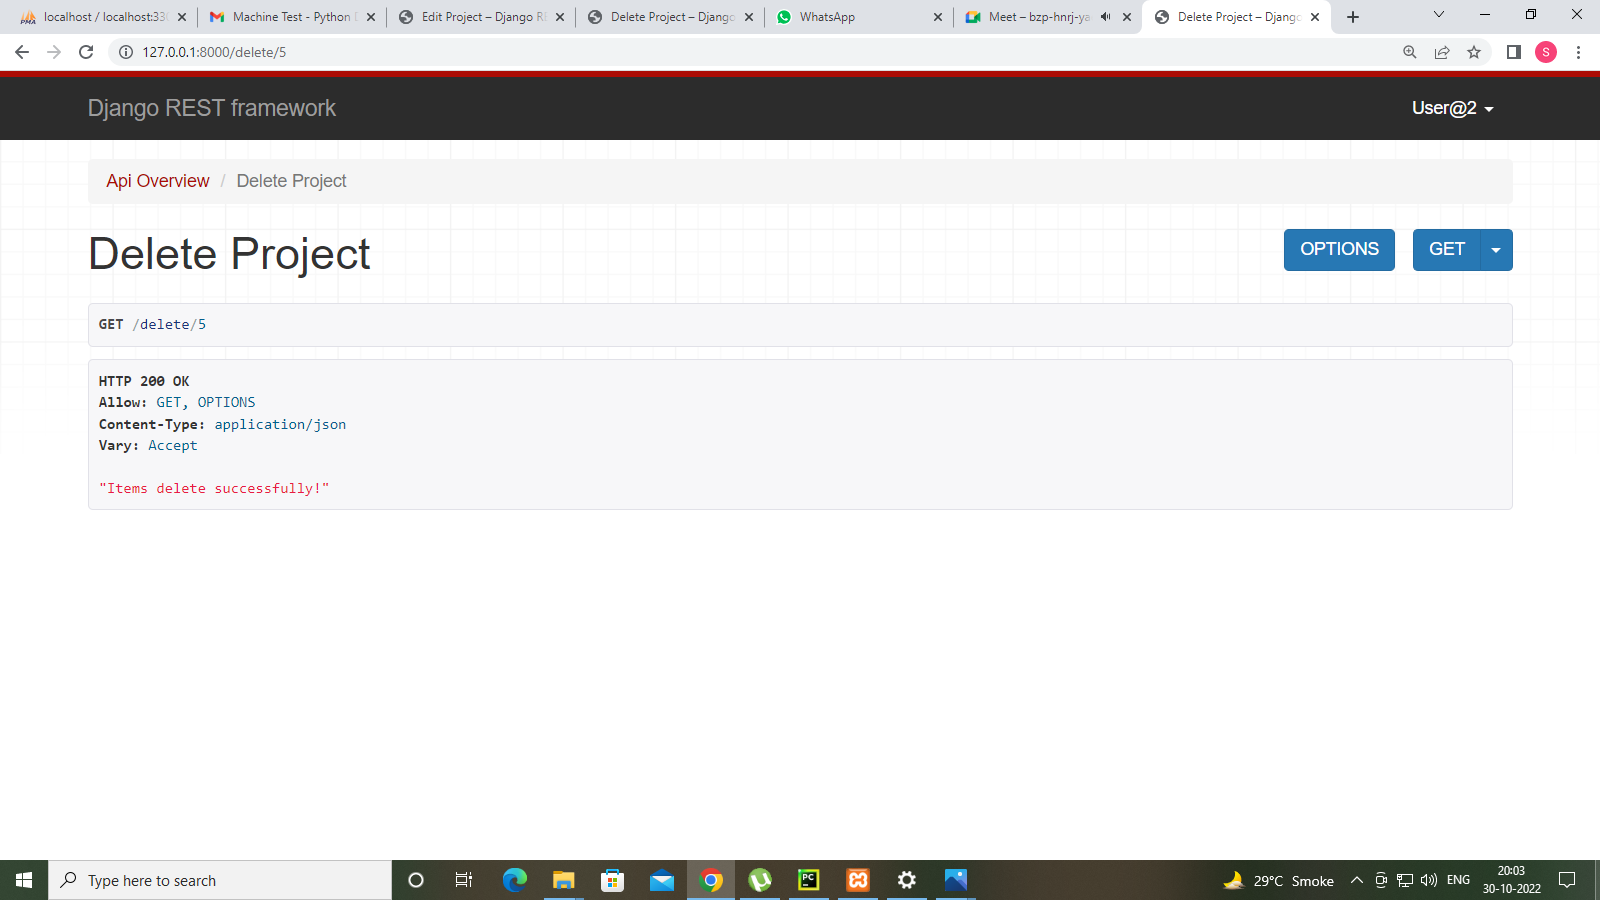 localhost / localhost:33
Machine Test - Python
Edit Project – Django R
Delete Project – Django
WhatsApp
Meet – bzp-hnrj-ya
Delete Project – Django
127.0.0.1:8000/delete/5
S
Django REST framework
User@2
Api Overview / Delete Project
Delete Project
OPTIONS
GET
GET /delete/5
HTTP 200 OK
Allow: GET, OPTIONS
Content-Type: application/json
Vary: Accept
"Items delete successfully!"
Type here to search
29°C Smoke
ENG
20:03
30-10-2022